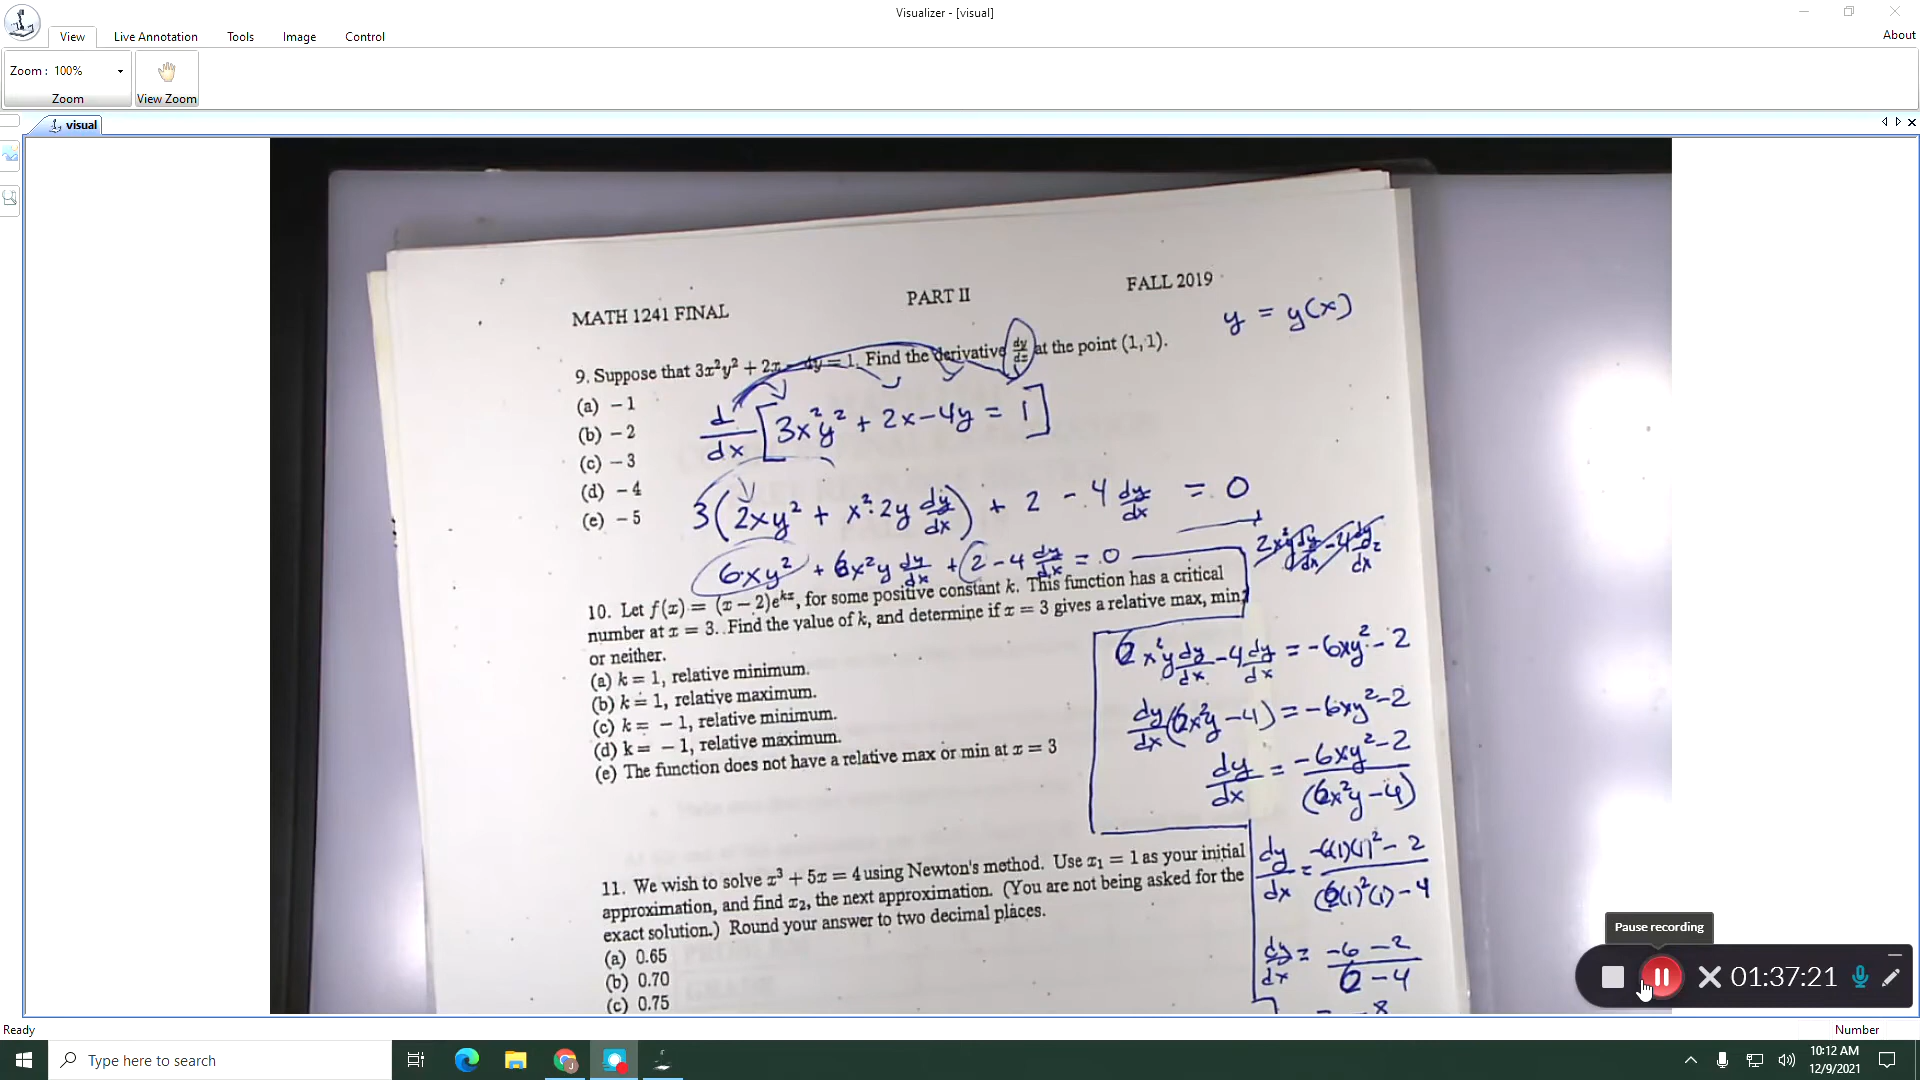 Visualizer - [visual]
View Live Annotation Tools Image Control
About
Zoom : 100%
Zoom
View Zoom
visual
MATH 1241 FINAL PART II FALL 2019
y = y(x)
9. Suppose that 3x²y² + 2x - 4y = 1. Find the derivative dy/dx at the point (1,1).
(a) -1
(b) -2
(c) -3
(d) -4
(e) -5
d/dx [3x²y² + 2x - 4y = 1]
3(2xy² + x²·2y dy/dx) + 2 - 4 dy/dx = 0
6xy² + 6x²y dy/dx + 2 - 4 dy/dx = 0
6x²y dy/dx - 4 dy/dx = -6xy² - 2
dy/dx (6x²y - 4) = -6xy² - 2
dy/dx = -6xy² - 2 / (6x²y - 4)
dy/dx = -6(1)(1)² - 2 / 6(1)²(1) - 4
dy/dx = -6 - 2 / 6 - 4
= -8
10. Let f(x) = (x - 2)e^{kx}, for some positive constant k. This function has a critical
number at x = 3. Find the value of k, and determine if x = 3 gives a relative max, min,
or neither.
(a) k = 1, relative minimum.
(b) k = 1, relative maximum.
(c) k = -1, relative minimum.
(d) k = -1, relative maximum.
(e) The function does not have a relative max or min at x = 3
11. We wish to solve x³ + 5x = 4 using Newton's method. Use x₁ = 1 as your initial
approximation, and find x₂, the next approximation. (You are not being asked for the
exact solution.) Round your answer to two decimal places.
(a) 0.65
(b) 0.70
(c) 0.75
Pause recording
01:37:21
Ready
Number
Type here to search
10:12 AM
12/9/2021